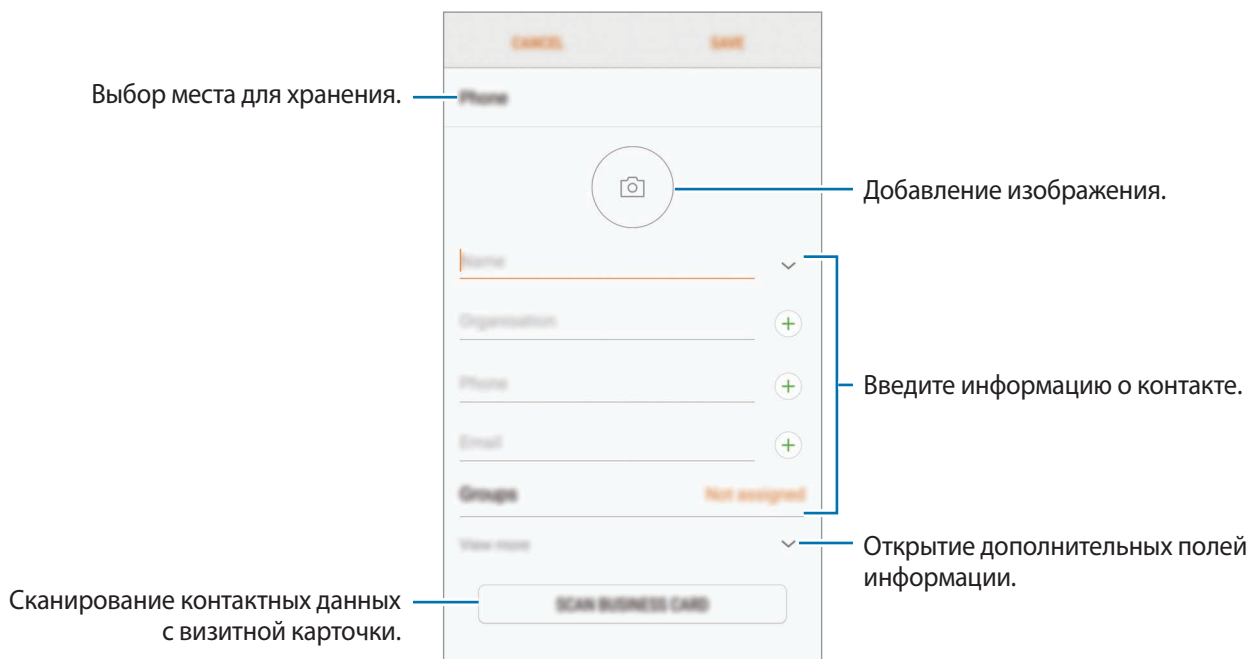 CANCEL SAVE
Выбор места для хранения.
Phone
Добавление изображения.
Name
Organisation
Phone
Введите информацию о контакте.
Email
Groups Not assigned
View more
Открытие дополнительных полей
информации.
Сканирование контактных данных
с визитной карточки.
SCAN BUSINESS CARD